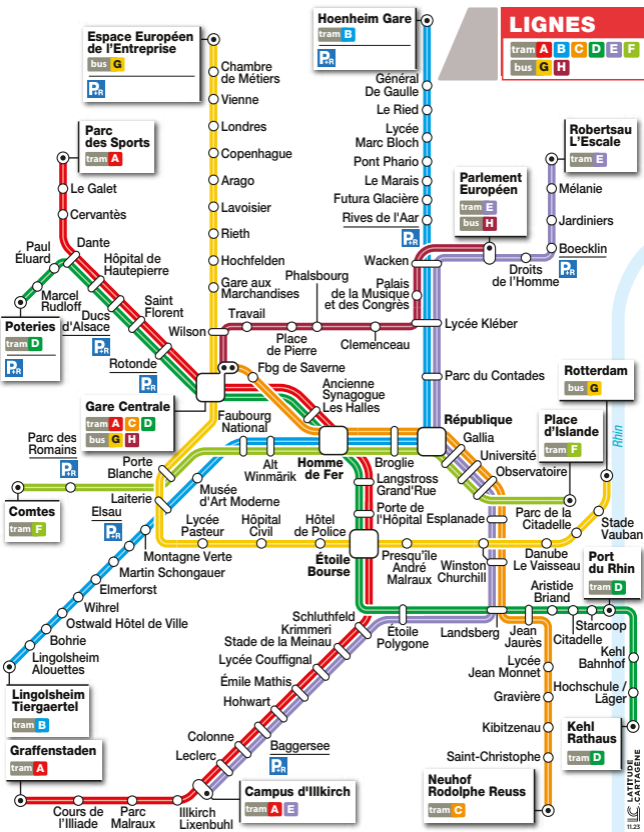 LIGNES
tram A B C D E F
bus G H
Espace Européen
de l'Entreprise
bus G
P+R
Hoenheim Gare
tram B
P+R
Chambre
de Métiers
Vienne
Londres
Copenhague
Arago
Lavoisier
Rieth
Hochfelden
Gare aux
Marchandises
Wilson
Général
De Gaulle
Le Ried
Lycée
Marc Bloch
Pont Phario
Le Marais
Futura Glacière
Rives de l'Aar
P+R
Robertsau
L'Escale
tram E
Mélanie
Jardiniers
Boecklin
P+R
Droits
de l'Homme
Parlement
Européen
tram E
bus H
Wacken
Parc
des Sports
tram A
Le Galet
Cervantès
Dante
Paul
Éluard
Marcel
Rudloff
Poteries
tram D
P+R
Hôpital de
Hautepierre
Ducs
d'Alsace
P+R
Saint
Florent
Rotonde
P+R
Phalsbourg
Travail
Place
de Pierre
Clemenceau
Palais
de la Musique
et des Congrès
Lycée Kléber
Parc du Contades
Gare Centrale
tram A C D
bus G H
Fbg de Saverne
Ancienne
Synagogue
Les Halles
Faubourg
National
Alt
Winmärik
Homme
de Fer
Broglie
République
Gallia
Université
Observatoire
Rotterdam
bus G
Place
d'Islande
tram F
Rhin
Parc des
Romains
P+R
Comtes
tram F
Porte
Blanche
Laiterie
Elsau
P+R
Musée
d'Art Moderne
Langstross
Grand'Rue
Porte de
l'Hôpital
Esplanade
Parc de la
Citadelle
Stade
Vauban
Montagne Verte
Martin Schongauer
Elmerforst
Wihrel
Ostwald Hôtel de Ville
Bohrie
Lingolsheim
Alouettes
Lingolsheim
Tiergaertel
tram B
Lycée
Pasteur
Hôpital
Civil
Hôtel
de Police
Étoile
Bourse
Presqu'île
André
Malraux
Winston
Churchill
Danube
Le Vaisseau
Port
du Rhin
tram D
Aristide
Briand
Citadelle
Starcoop
Kehl
Bahnhof
Hochschule /
Läger
Kehl
Rathaus
tram D
Schluthfeld
Krimmeri
Stade de la Meinau
Lycée Couffignal
Émile Mathis
Hohwart
Colonne
Leclerc
Baggersee
P+R
Étoile
Polygone
Landsberg
Jean
Jaurès
Lycée
Jean Monnet
Gravière
Kibitzenau
Saint-Christophe
Neuhof
Rodolphe Reuss
tram C
Graffenstaden
tram A
Cours de
l'Illiade
Parc
Malraux
Illkirch
Lixenbuhl
Campus d'Illkirch
tram A E
LATITUDE
CARTAGÈNE
11.23